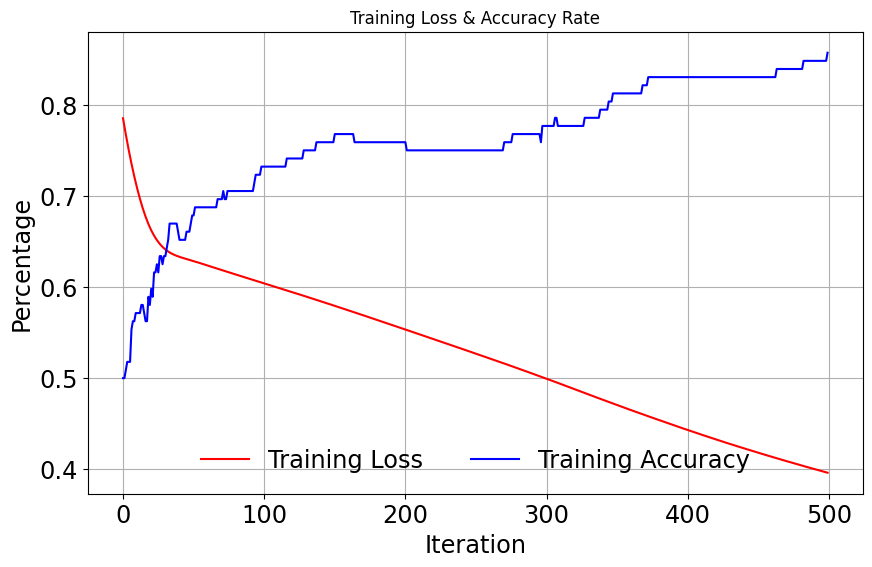 Training Loss & Accuracy Rate
Percentage
0.8
0.7
0.6
0.5
0.4
Training Loss
Training Accuracy
0 100 200 300 400 500
Iteration